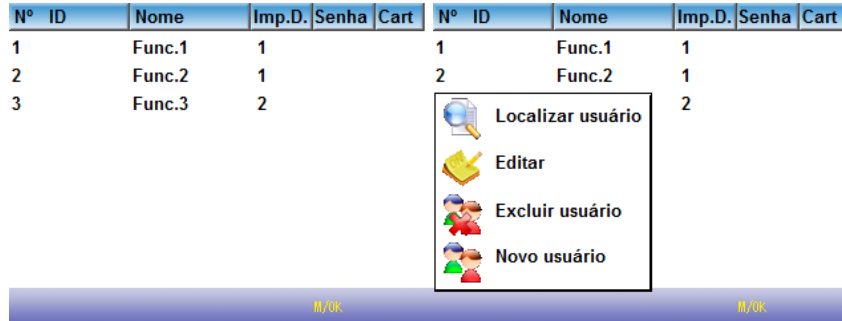 Nº ID Nome Imp.D. Senha Cart
1 Func.1 1
2 Func.2 1
3 Func.3 2
M/OK
Nº ID Nome Imp.D. Senha Cart
1 Func.1 1
2 Func.2 1
2
Localizar usuário
Editar
Excluir usuário
Novo usuário
M/OK